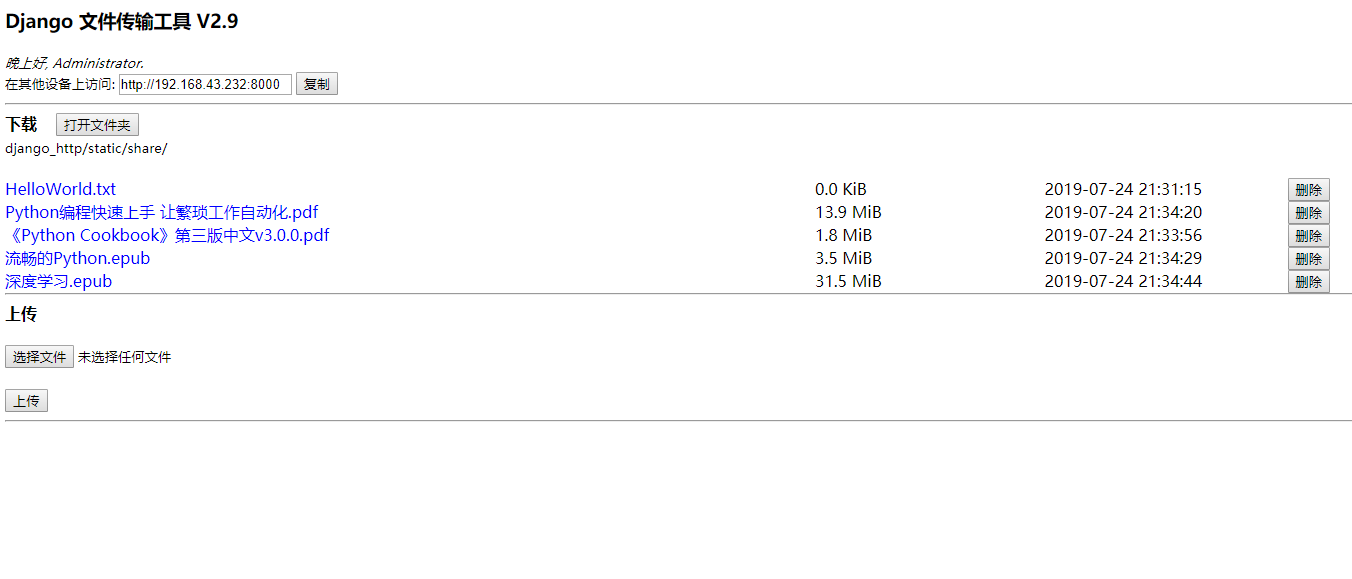 Django 文件传输工具 V2.9
晚上好, Administrator.
在其他设备上访问: http://192.168.43.232:8000 复制
下载 打开文件夹
django_http/static/share/
HelloWorld.txt 0.0 KiB 2019-07-24 21:31:15 删除
Python编程快速上手 让繁琐工作自动化.pdf 13.9 MiB 2019-07-24 21:34:20 删除
《Python Cookbook》第三版中文v3.0.0.pdf 1.8 MiB 2019-07-24 21:33:56 删除
流畅的Python.epub 3.5 MiB 2019-07-24 21:34:29 删除
深度学习.epub 31.5 MiB 2019-07-24 21:34:44 删除
上传
选择文件 未选择任何文件
上传